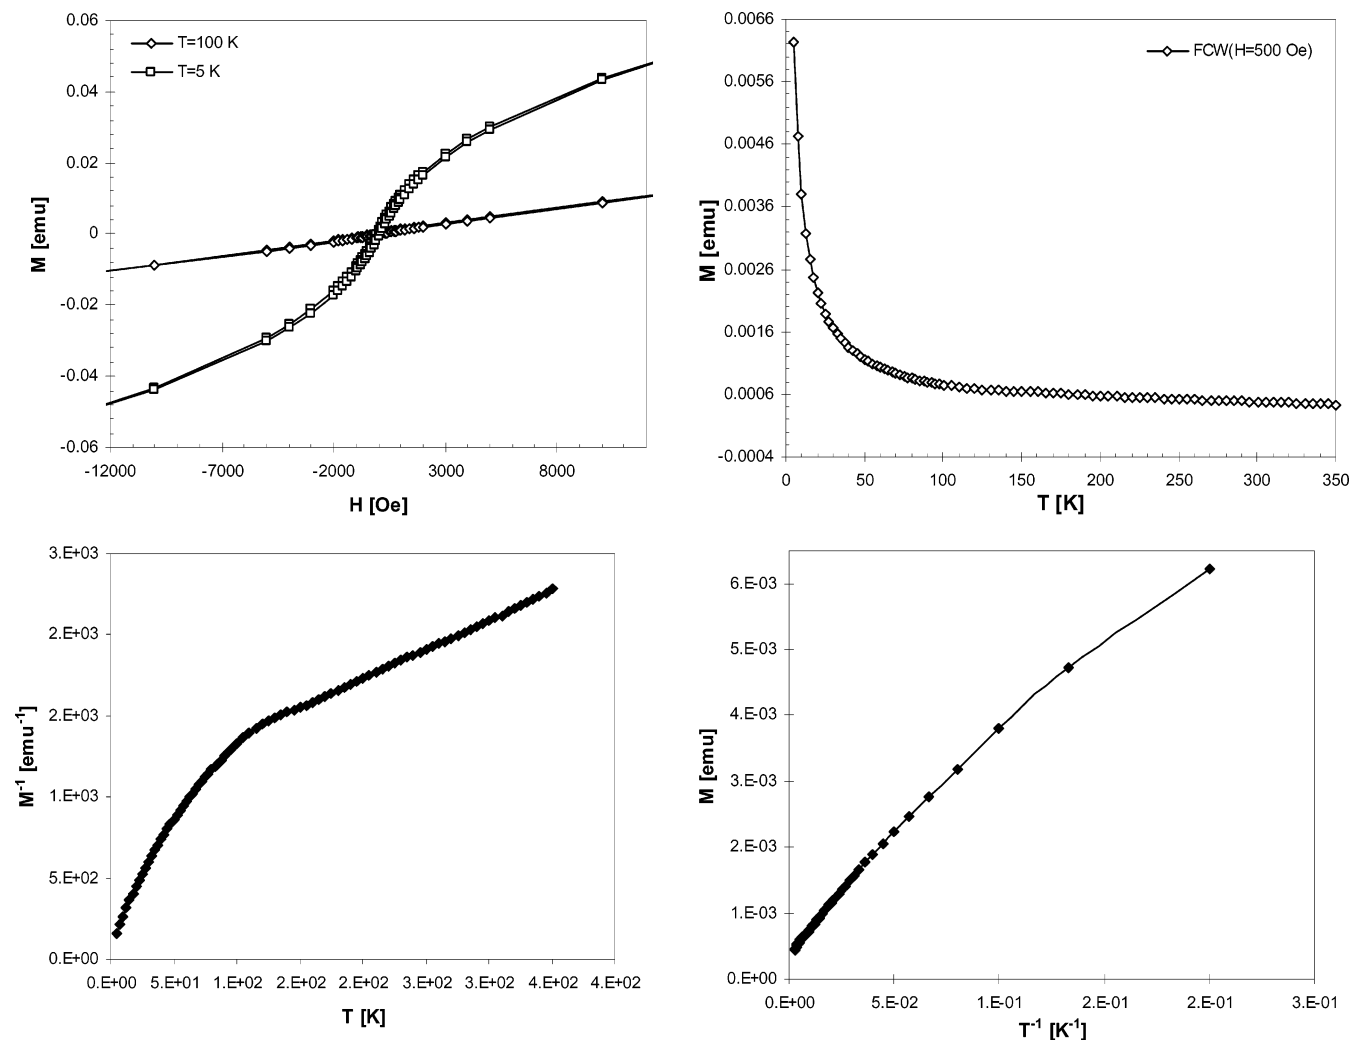 0.06
0.04
0.02
0
-0.02
-0.04
-0.06
M [emu]
T=100 K
T=5 K
-12000 -7000 -2000 3000 8000
H [Oe]
0.0066
0.0056
0.0046
0.0036
0.0026
0.0016
0.0006
-0.0004
M [emu]
FCW(H=500 Oe)
0 50 100 150 200 250 300 350
T [K]
3.E+03
2.E+03
2.E+03
1.E+03
5.E+02
0.E+00
M-1 [emu-1]
0.E+00 5.E+01 1.E+02 2.E+02 2.E+02 3.E+02 3.E+02 4.E+02 4.E+02
T [K]
6.E-03
5.E-03
4.E-03
3.E-03
2.E-03
1.E-03
0.E+00
M [emu]
0.E+00 5.E-02 1.E-01 2.E-01 2.E-01 3.E-01
T-1 [K-1]